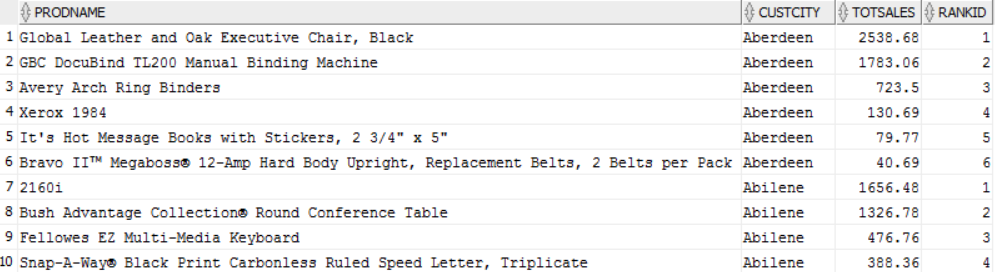 PRODNAME CUSTCITY TOTSALES RANKID
1 Global Leather and Oak Executive Chair, Black Aberdeen 2538.68 1
2 GBC DocuBind TL200 Manual Binding Machine Aberdeen 1783.06 2
3 Avery Arch Ring Binders Aberdeen 723.5 3
4 Xerox 1984 Aberdeen 130.69 4
5 It's Hot Message Books with Stickers, 2 3/4" x 5" Aberdeen 79.77 5
6 Bravo II™ Megaboss® 12-Amp Hard Body Upright, Replacement Belts, 2 Belts per Pack Aberdeen 40.69 6
7 2160i Abilene 1656.48 1
8 Bush Advantage Collection® Round Conference Table Abilene 1326.78 2
9 Fellowes EZ Multi-Media Keyboard Abilene 476.76 3
10 Snap-A-Way® Black Print Carbonless Ruled Speed Letter, Triplicate Abilene 388.36 4